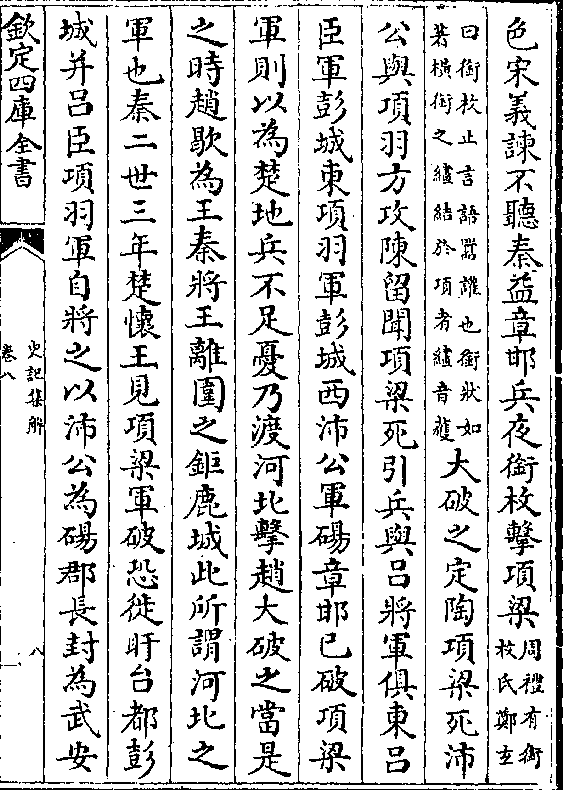 色宋義諫不聽秦益章邯兵夜銜枚擊項梁周禮有銜枚氏鄭玄
曰銜枚止言語嚻讙也銜狀如著橫銜之繣結於項者繣音獲大破之定陶項梁死沛
公與項羽方攻陳留聞項梁死引兵與吕將軍俱東吕
臣軍彭城東項羽軍彭城西沛公軍碭章邯已破項梁
軍則以為楚地兵不足憂乃渡河北擊趙大破之當是
之時趙歇為王秦將王離圍之鉅鹿城此所謂河北之
軍也秦二世三年楚懷王見項梁軍破恐徙盱台都彭
城并吕臣項羽軍自將之以沛公為碭郡長封為武安
欽定四庫全書
史記集解
卷八
八